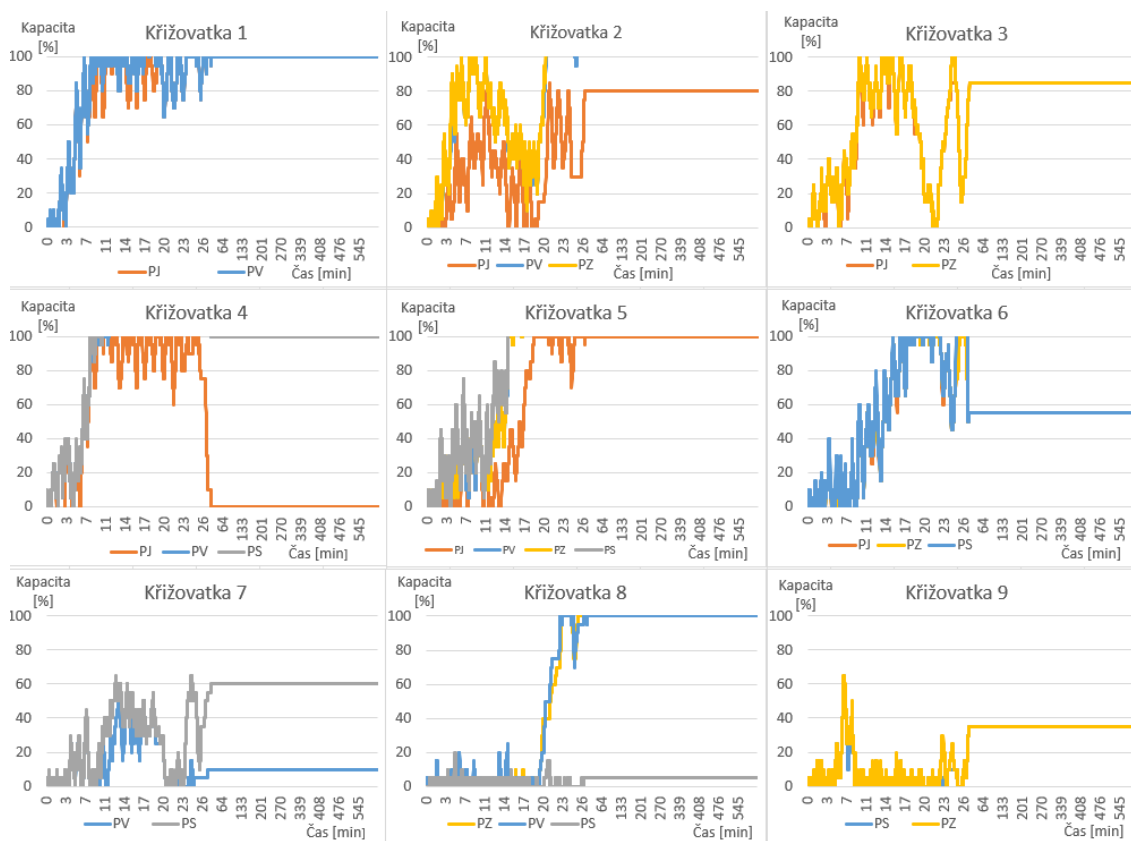 Kapacita
[%]
Křižovatka 1
100
80
60
40
20
0
0 3 7 11 14 17 20 23 26 64 133 201 270 339 408 476 545
Čas [min]
PJ PV
Kapacita
[%]
Křižovatka 2
100
80
60
40
20
0
0 3 7 11 14 17 20 23 26 64 133 201 270 339 408 476 545
Čas [min]
PJ PV PZ
Kapacita
[%]
Křižovatka 3
100
80
60
40
20
0
0 3 7 11 14 17 20 23 26 64 133 201 270 339 408 476 545
Čas [min]
PJ PZ
Kapacita
[%]
Křižovatka 4
100
80
60
40
20
0
0 3 7 11 14 17 20 23 26 64 133 201 270 339 408 476 545
Čas [min]
PJ PV PS
Kapacita
[%]
Křižovatka 5
100
80
60
40
20
0
0 3 7 11 14 17 20 23 26 64 133 201 270 339 408 476 545
Čas [min]
PJ PV PZ PS
Kapacita
[%]
Křižovatka 6
100
80
60
40
20
0
0 3 7 11 14 17 20 23 26 64 133 201 270 339 408 476 545
Čas [min]
PJ PZ PS
Kapacita
[%]
Křižovatka 7
100
80
60
40
20
0
0 3 7 11 14 17 20 23 26 64 133 201 270 339 408 476 545
Čas [min]
PV PS
Kapacita
[%]
Křižovatka 8
100
80
60
40
20
0
0 3 7 11 14 17 20 23 26 64 133 201 270 339 408 476 545
Čas [min]
PZ PV PS
Kapacita
[%]
Křižovatka 9
100
80
60
40
20
0
0 3 7 11 14 17 20 23 26 64 133 201 270 339 408 476 545
Čas [min]
PS PZ